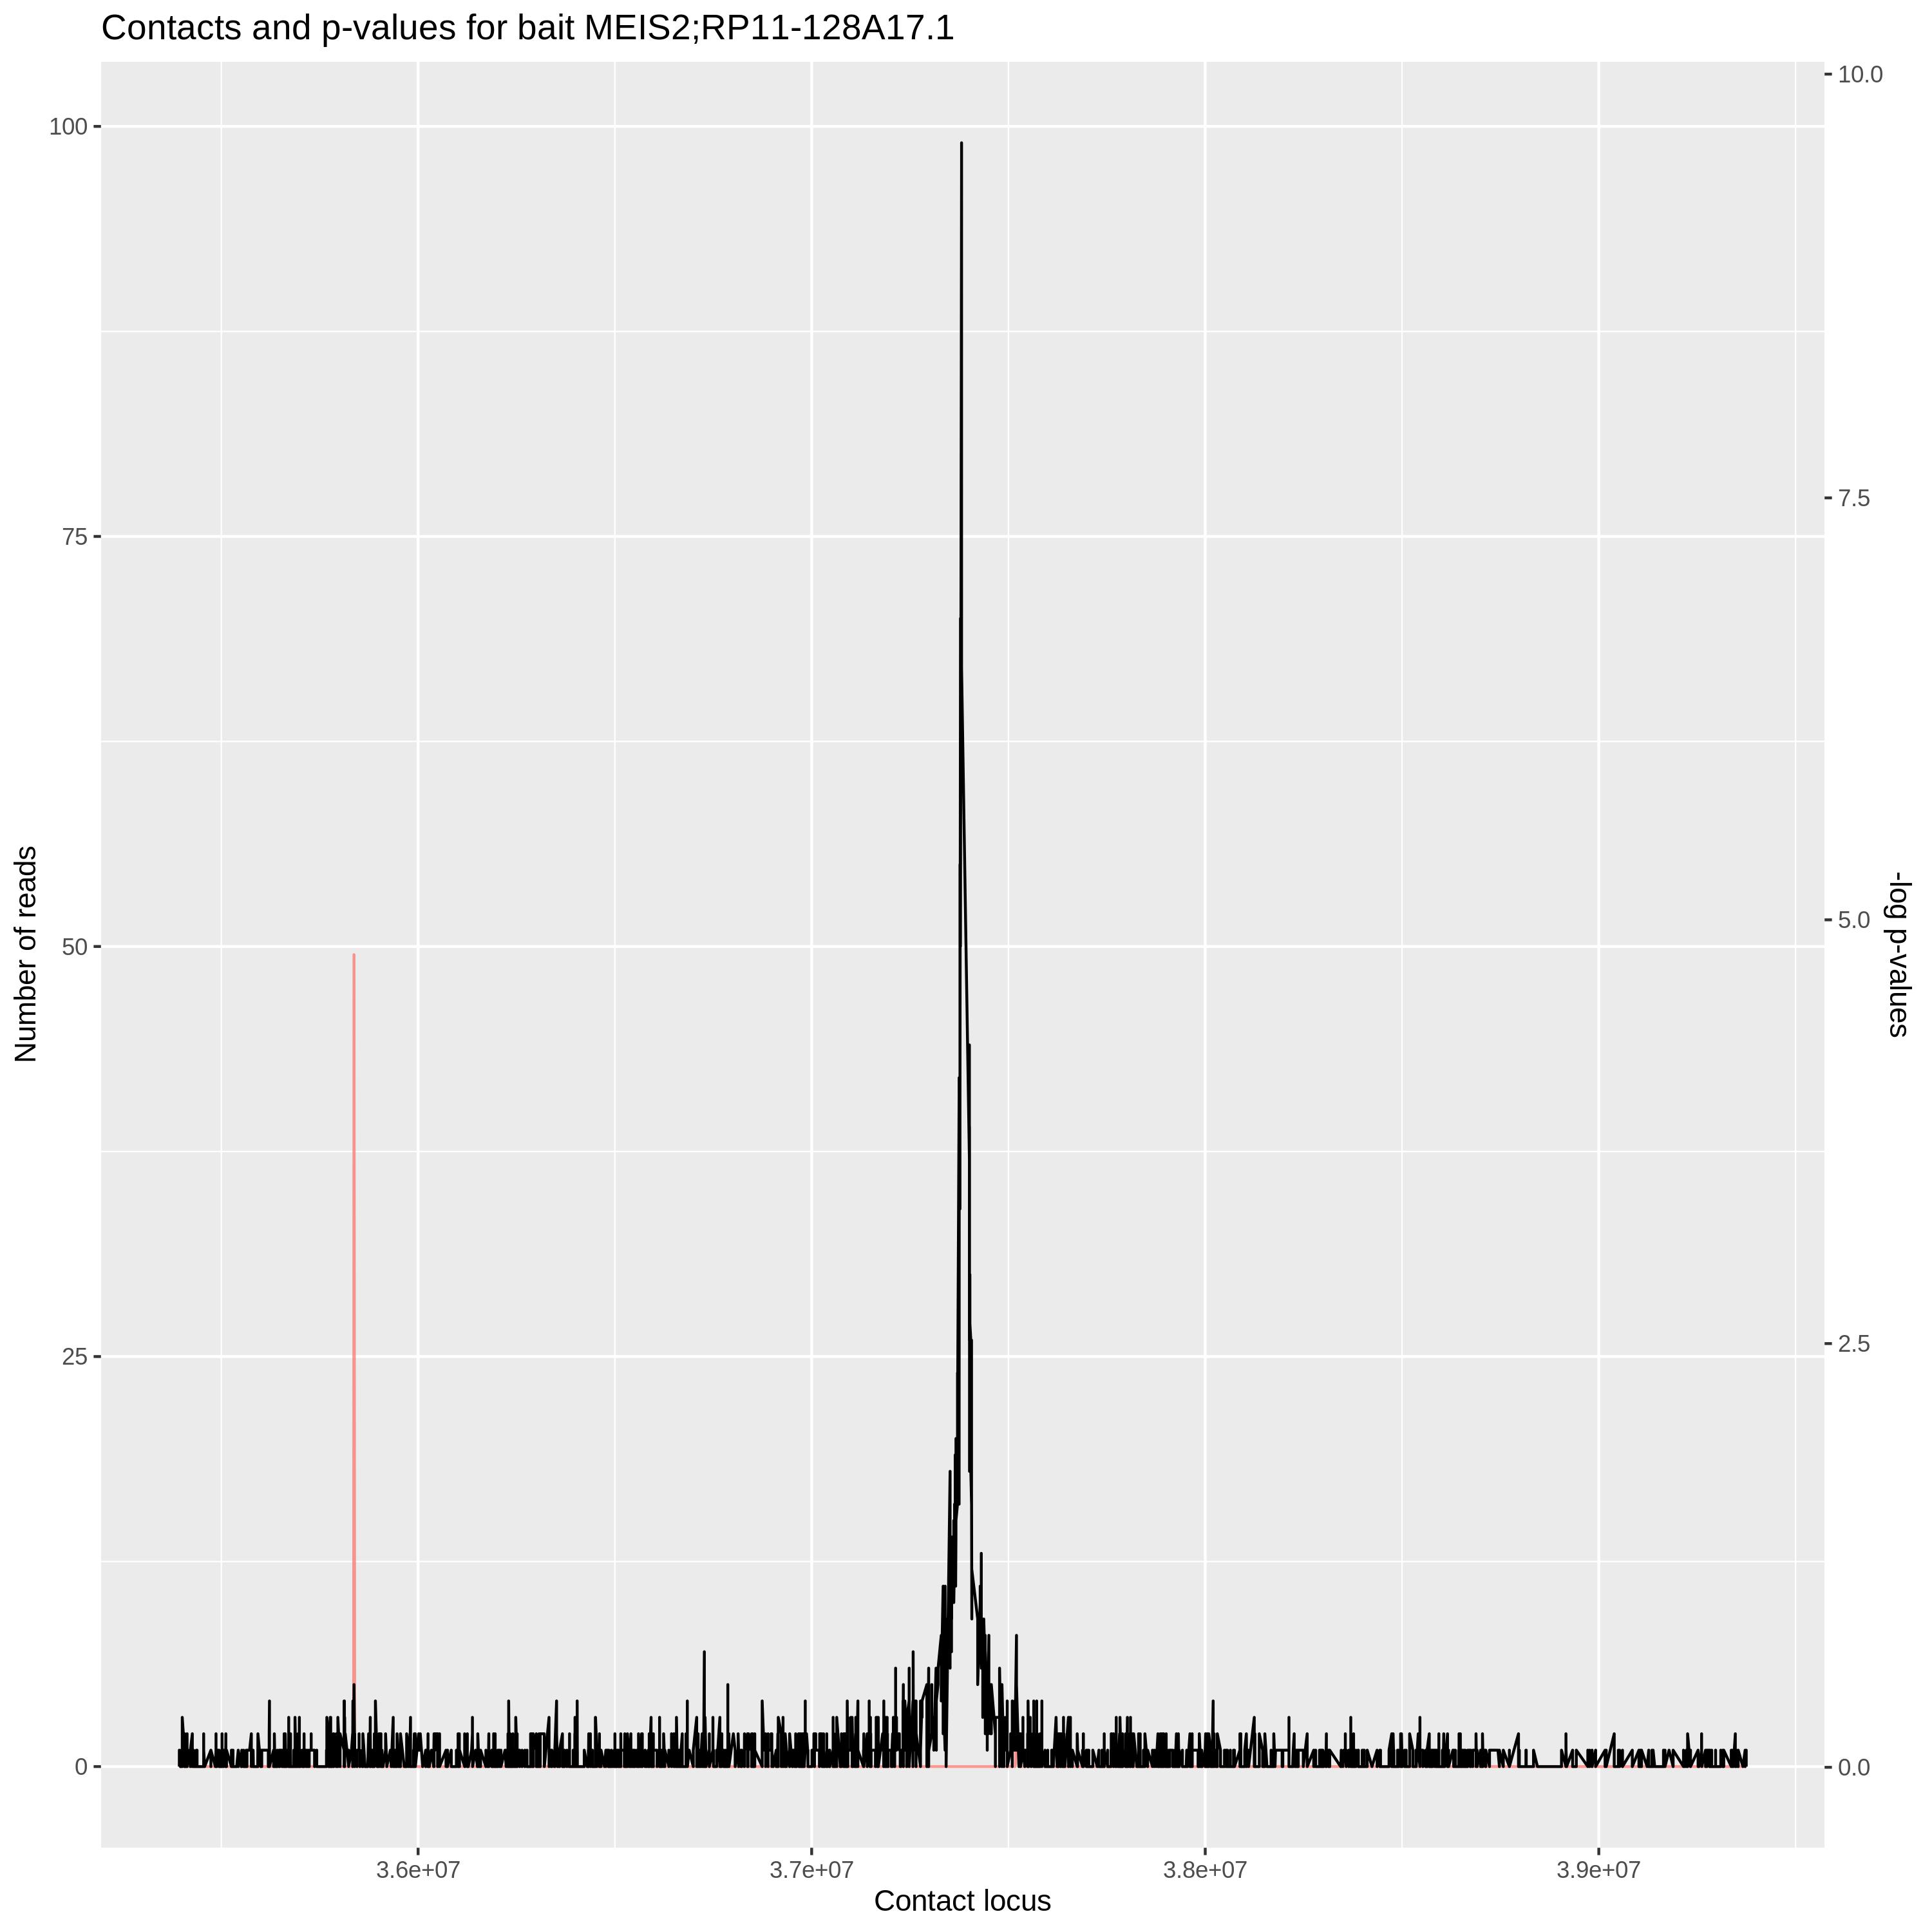 Contacts and p-values for bait MEIS2;RP11-128A17.1
100
75
50
25
0
Number of reads
10.0
7.5
5.0
2.5
0.0
-log p-values
3.6e+07
3.7e+07
3.8e+07
3.9e+07
Contact locus